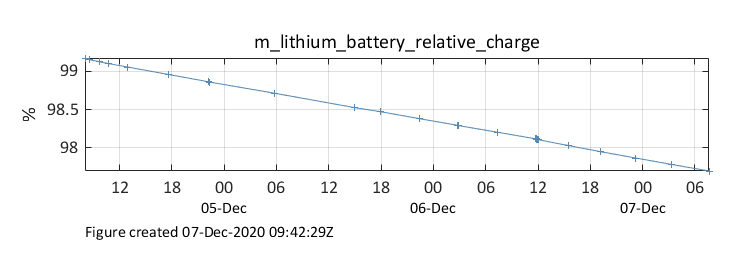 m_lithium_battery_relative_charge
99
98.5
98
%
12 18 00 06 12 18 00 06 12 18 00 06
05-Dec 06-Dec 07-Dec
Figure created 07-Dec-2020 09:42:29Z